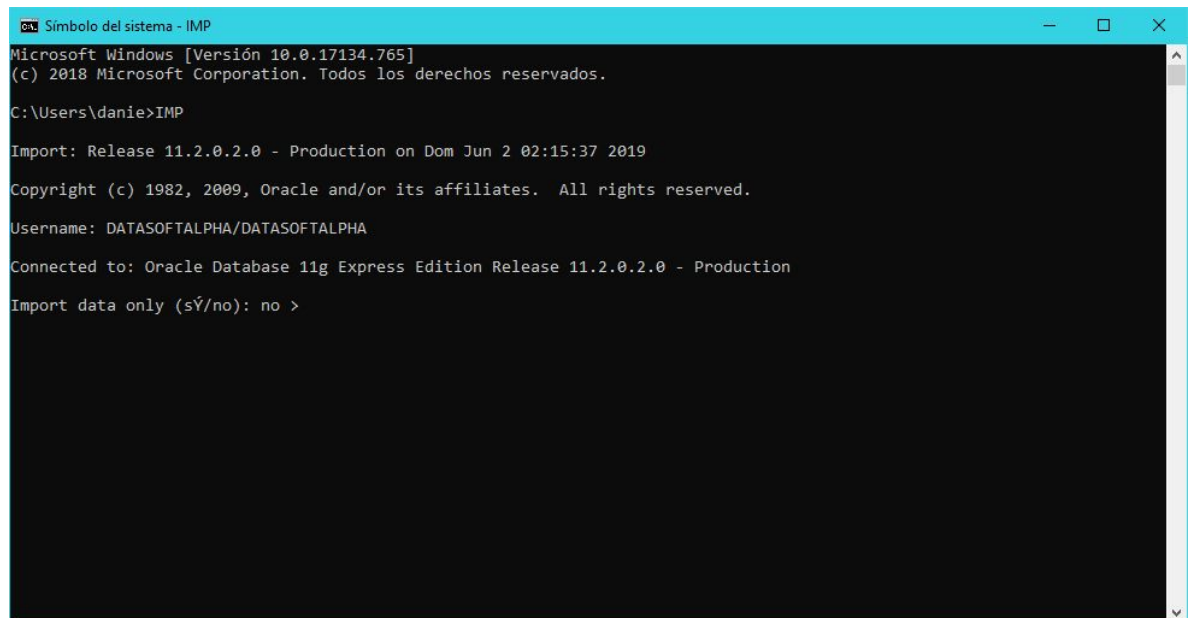 Símbolo del sistema - IMP
Microsoft Windows [Versión 10.0.17134.765]
(c) 2018 Microsoft Corporation. Todos los derechos reservados.
C:\Users\danie>IMP
Import: Release 11.2.0.2.0 - Production on Dom Jun 2 02:15:37 2019
Copyright (c) 1982, 2009, Oracle and/or its affiliates.  All rights reserved.
Username: DATASOFTALPHA/DATASOFTALPHA
Connected to: Oracle Database 11g Express Edition Release 11.2.0.2.0 - Production
Import data only (sÝ/no): no >